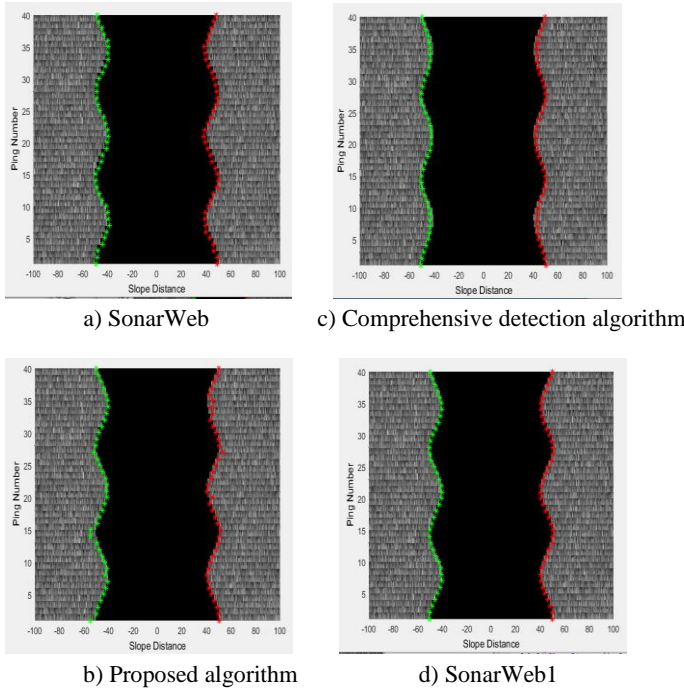 40
35
30
25
20
15
10
5
Ping Number
-100 -80 -60 -40 -20 0 20 40 60 80 100
Slope Distance
a) SonarWeb
40
35
30
25
20
15
10
5
Ping Number
-100 -80 -60 -40 -20 0 20 40 60 80 100
Slope Distance
c) Comprehensive detection algorithm
40
35
30
25
20
15
10
5
Ping Number
-100 -80 -60 -40 -20 0 20 40 60 80 100
Slope Distance
b) Proposed algorithm
40
35
30
25
20
15
10
5
Ping Number
-100 -80 -60 -40 -20 0 20 40 60 80 100
Slope Distance
d) SonarWeb1